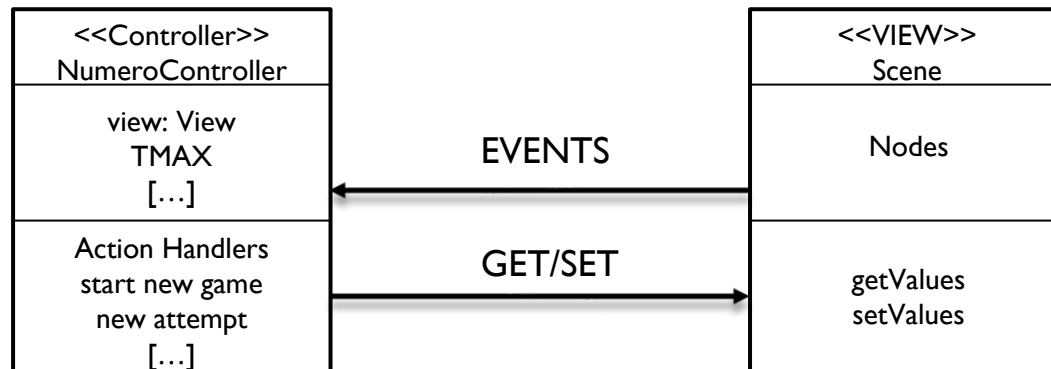 <<Controller>>
NumeroController
view: View
TMAX
[…]
Action Handlers
start new game
new attempt
[…]
EVENTS
GET/SET
<<VIEW>>
Scene
Nodes
getValues
setValues